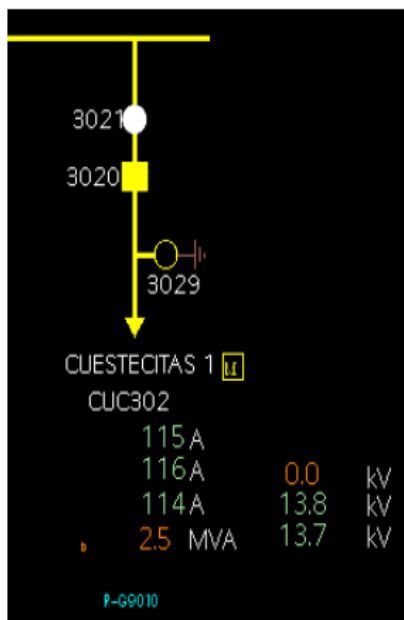 3021
3020
3029
CUESTECITAS 1 M
CUC302
115 A
116 A 0.0 kV
114 A 13.8 kV
2.5 MVA 13.7 kV
R-G9010